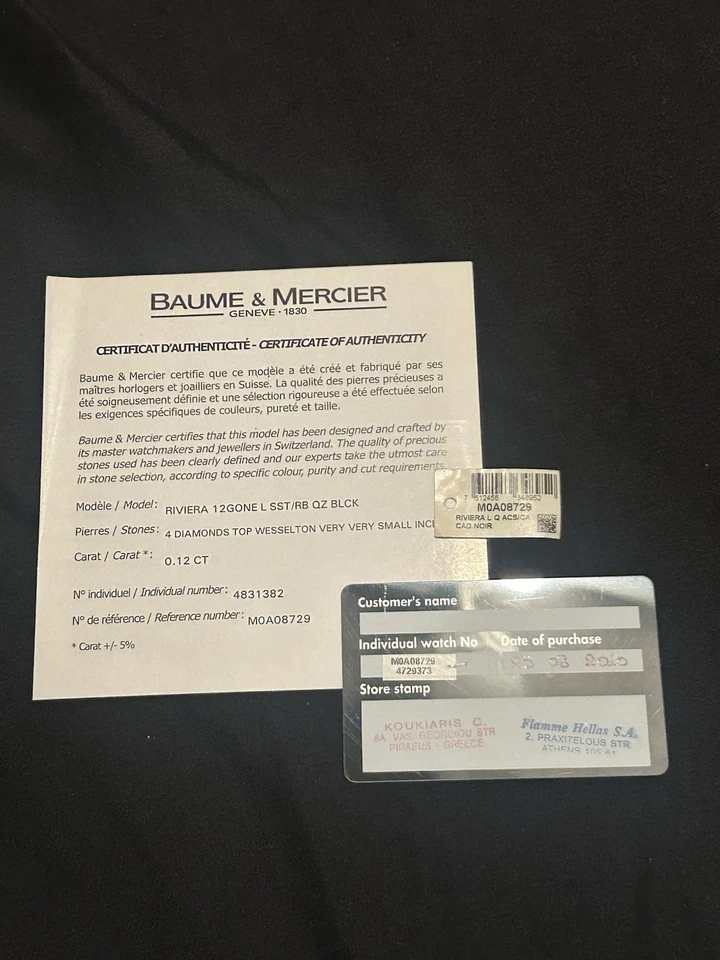 BAUME & MERCIER
GENEVE · 1830
CERTIFICAT D'AUTHENTICITÉ - CERTIFICATE OF AUTHENTICITY
Baume & Mercier certifie que ce modèle a été créé et fabriqué par ses
maîtres horlogers et joailliers en Suisse. La qualité des pierres précieuses a
été soigneusement définie et une sélection rigoureuse a été effectuée selon
les exigences spécifiques de couleurs, pureté et taille.
Baume & Mercier certifies that this model has been designed and crafted by
its master watchmakers and jewellers in Switzerland. The quality of precious
stones used has been clearly defined and our experts take the utmost care
in stone selection, according to specific colour, purity and cut requirements.
Modèle / Model: RIVIERA 12GONE L SST/RB QZ BLCK
Pierres / Stones: 4 DIAMONDS TOP WESSELTON VERY VERY SMALL INCL
Carat / Carat *: 0.12 CT
N° individuel / Individual number: 4831382
N° de référence / Reference number: M0A08729
* Carat +/- 5%
7 612456 348952
M0A08729
RIVIERA L Q ACS/CA
CAD.NOIR
Customer's name
Individual watch No Date of purchase
M0A08729
4729373
Store stamp
KOUKIARIS C.
8A, VAS. GEORGIOU STR
PIRAEUS - GREECE
Flamme Hellas S.A.
2, PRAXITELOUS STR.
ATHENS